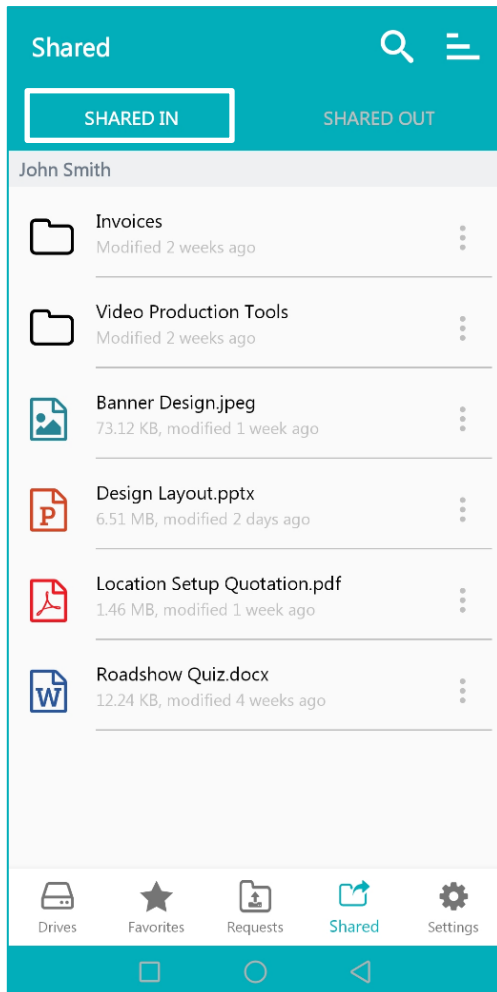 Shared
SHARED IN
SHARED OUT
John Smith
Invoices
Modified 2 weeks ago
Video Production Tools
Modified 2 weeks ago
Banner Design.jpeg
73.12 KB, modified 1 week ago
P
Design Layout.pptx
6.51 MB, modified 2 days ago
Location Setup Quotation.pdf
1.46 MB, modified 1 week ago
W
Roadshow Quiz.docx
12.24 KB, modified 4 weeks ago
Drives
Favorites
Requests
Shared
Settings